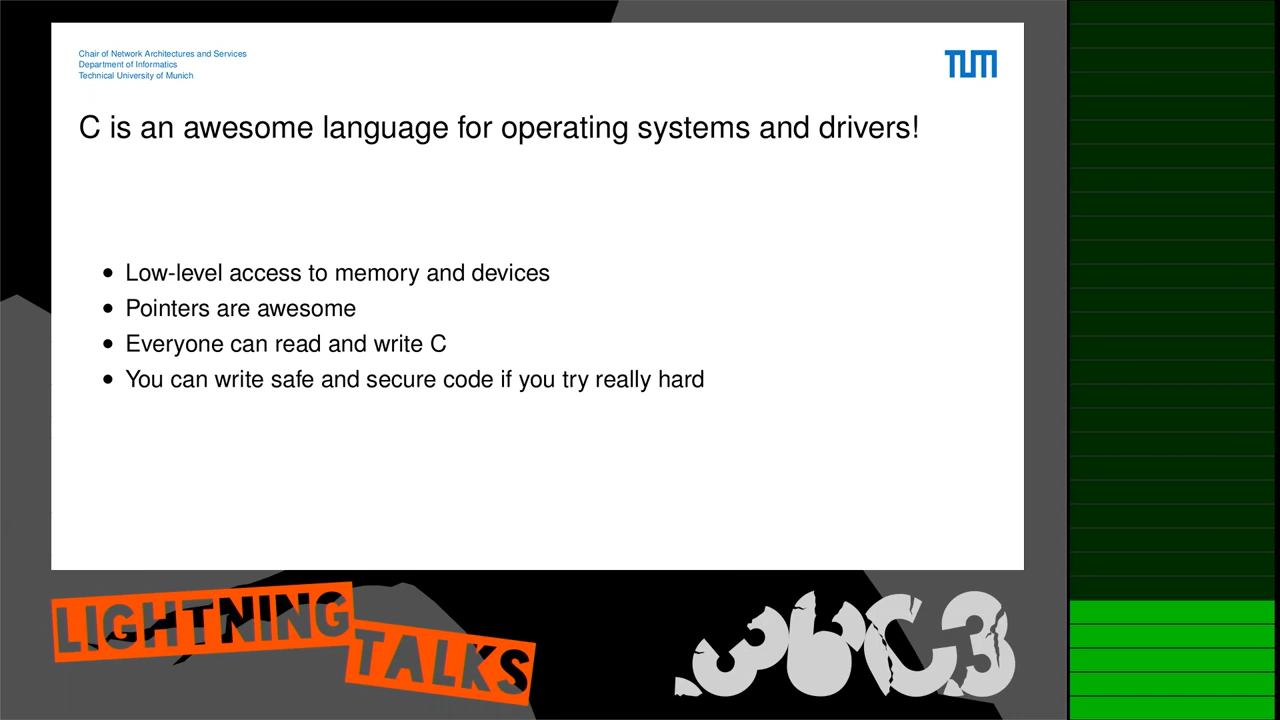 Chair of Network Architectures and Services
Department of Informatics
Technical University of Munich
TUM
C is an awesome language for operating systems and drivers!
• Low-level access to memory and devices
• Pointers are awesome
• Everyone can read and write C
• You can write safe and secure code if you try really hard
LIGHTNING
TALKS
36C3